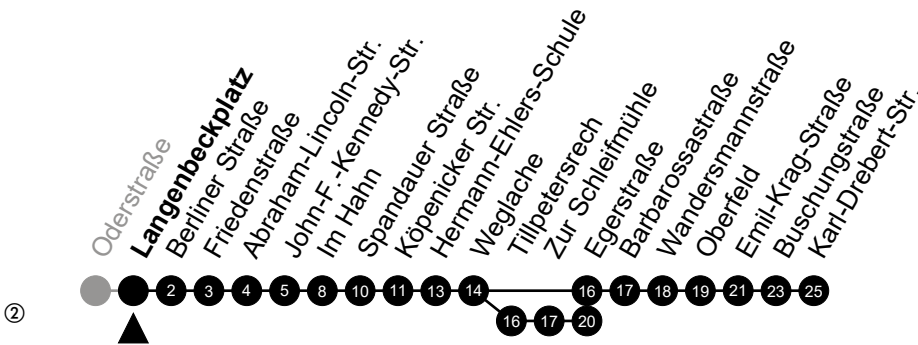 Oderstraße
Langenbeckplatz
Berliner Straße
Friedenstraße
Abraham-Lincoln-Str.
John-F.-Kennedy-Str.
Im Hahn
Spandauer Straße
Köpenicker Str.
Hermann-Ehlers-Schule
Weglache
Tillpetersrech
Zur Schleifmühle
Egerstraße
Barbarossastraße
Wandersmannstraße
Oberfeld
Emil-Krag-Straße
Buschungstraße
Karl-Drebert-Str.
2 3 4 5 8 10 11 13 14 16 17 18 19 21 23 25
② 16 17 20